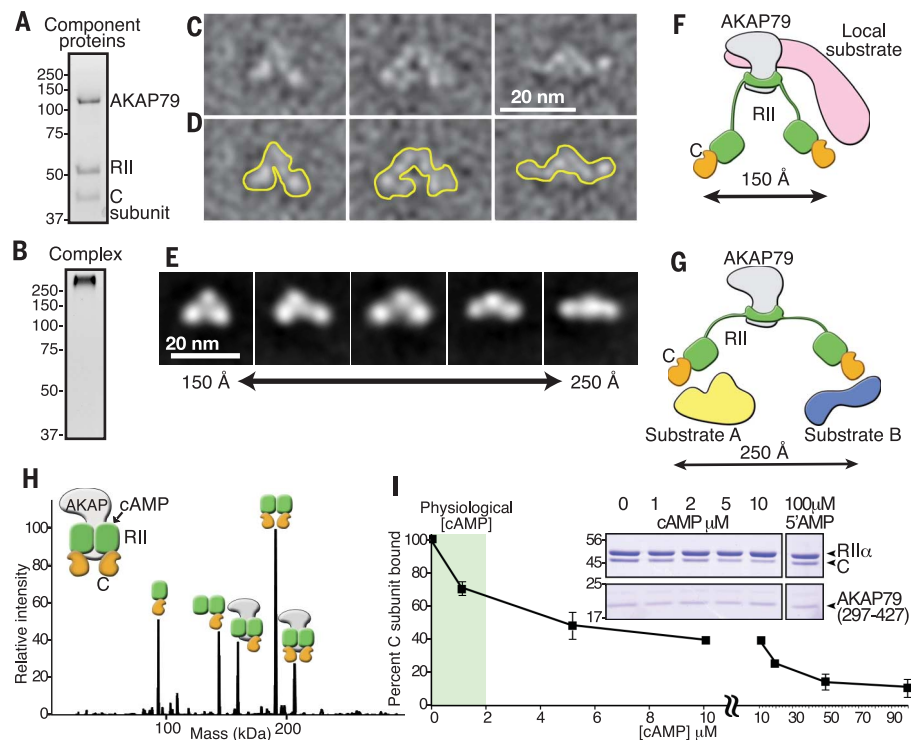 A
Component
proteins
250
150
100
75
50
37
AKAP79
RII
C
subunit
B
Complex
250
150
100
75
50
37
C
20 nm
D
E
20 nm
150 Å
250 Å
F
AKAP79
Local
substrate
RII
C
150 Å
G
AKAP79
RII
C
Substrate A
Substrate B
250 Å
H
AKAP
cAMP
RII
C
Relative intensity
100
80
60
40
20
0
100
200
Mass (kDa)
I
Physiological
[cAMP]
Percent C subunit bound
100
80
60
40
20
0
0 2 4 6 8 10 10 30 50 70 90
[cAMP] µM
0 1 2 5 10 100µM
cAMP µM 5'AMP
56
45
25
17
RIIα
C
AKAP79
(297-427)